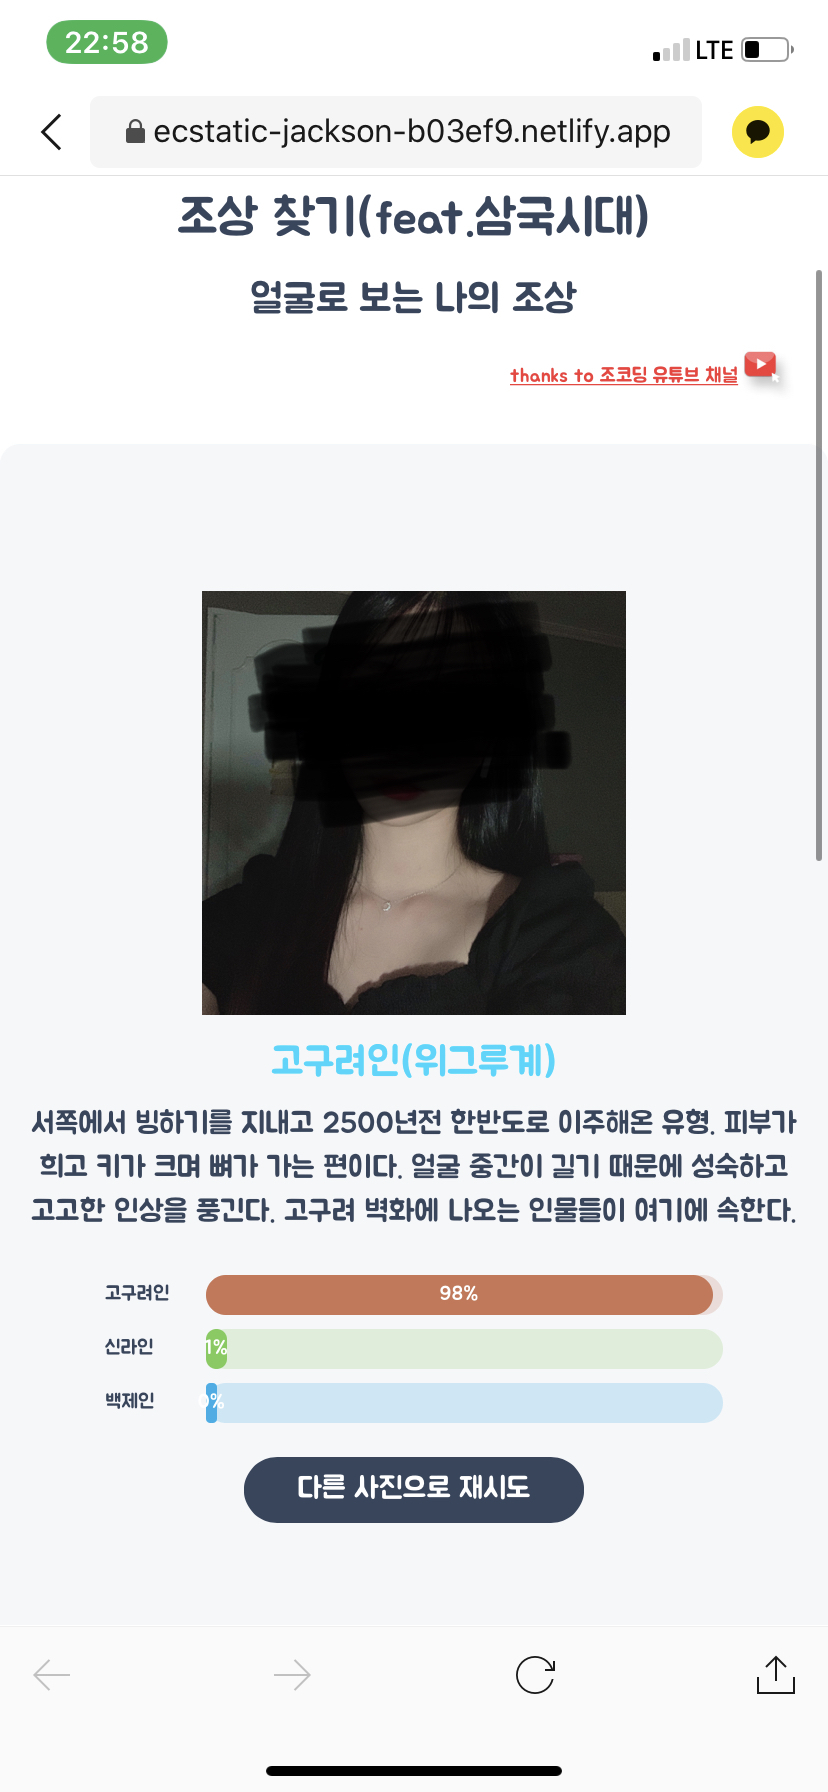 22:58
LTE
ecstatic-jackson-b03ef9.netlify.app
조상 찾기(feat.삼국시대)
얼굴로 보는 나의 조상
thanks to 조코딩 유튜브 채널
고구려인(위그루계)
서쪽에서 빙하기를 지내고 2500년전 한반도로 이주해온 유형. 피부가
희고 키가 크며 뼈가 가는 편이다. 얼굴 중간이 길기 때문에 성숙하고
고고한 인상을 풍긴다. 고구려 벽화에 나오는 인물들이 여기에 속한다.
고구려인 98%
신라인 1%
백제인 0%
다른 사진으로 재시도